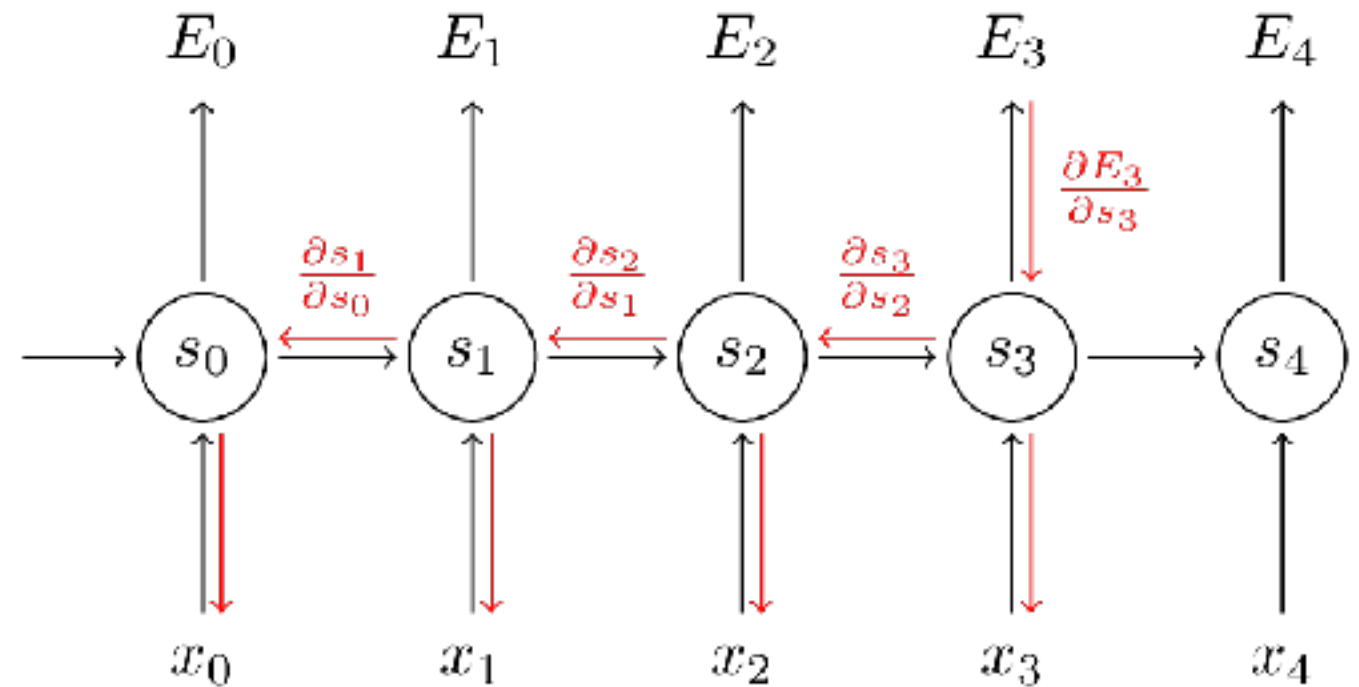 E₀ E₁ E₂ E₃ E₄
∂E₃/∂s₃
∂s₁/∂s₀ ∂s₂/∂s₁ ∂s₃/∂s₂
s₀ s₁ s₂ s₃ s₄
x₀ x₁ x₂ x₃ x₄